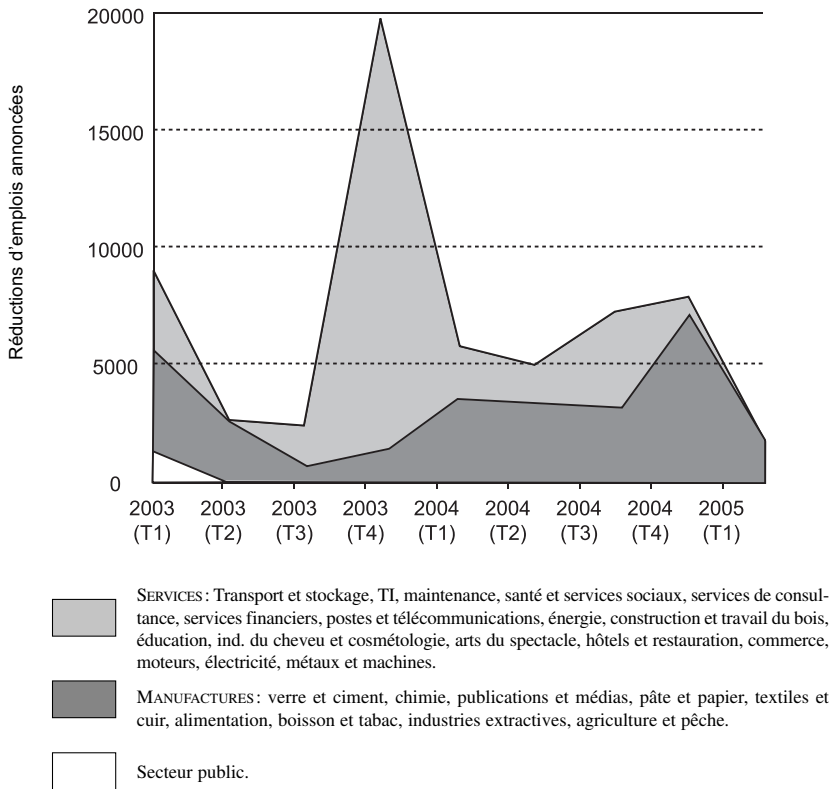 Réductions d'emplois annoncées
20000
15000
10000
5000
0
2003 2003 2003 2003 2004 2004 2004 2004 2005
(T1) (T2) (T3) (T4) (T1) (T2) (T3) (T4) (T1)
SERVICES : Transport et stockage, TI, maintenance, santé et services sociaux, services de consul-
tance, services financiers, postes et télécommunications, énergie, construction et travail du bois,
éducation, ind. du cheveu et cosmétologie, arts du spectacle, hôtels et restauration, commerce,
moteurs, électricité, métaux et machines.
MANUFACTURES : verre et ciment, chimie, publications et médias, pâte et papier, textiles et
cuir, alimentation, boisson et tabac, industries extractives, agriculture et pêche.
Secteur public.